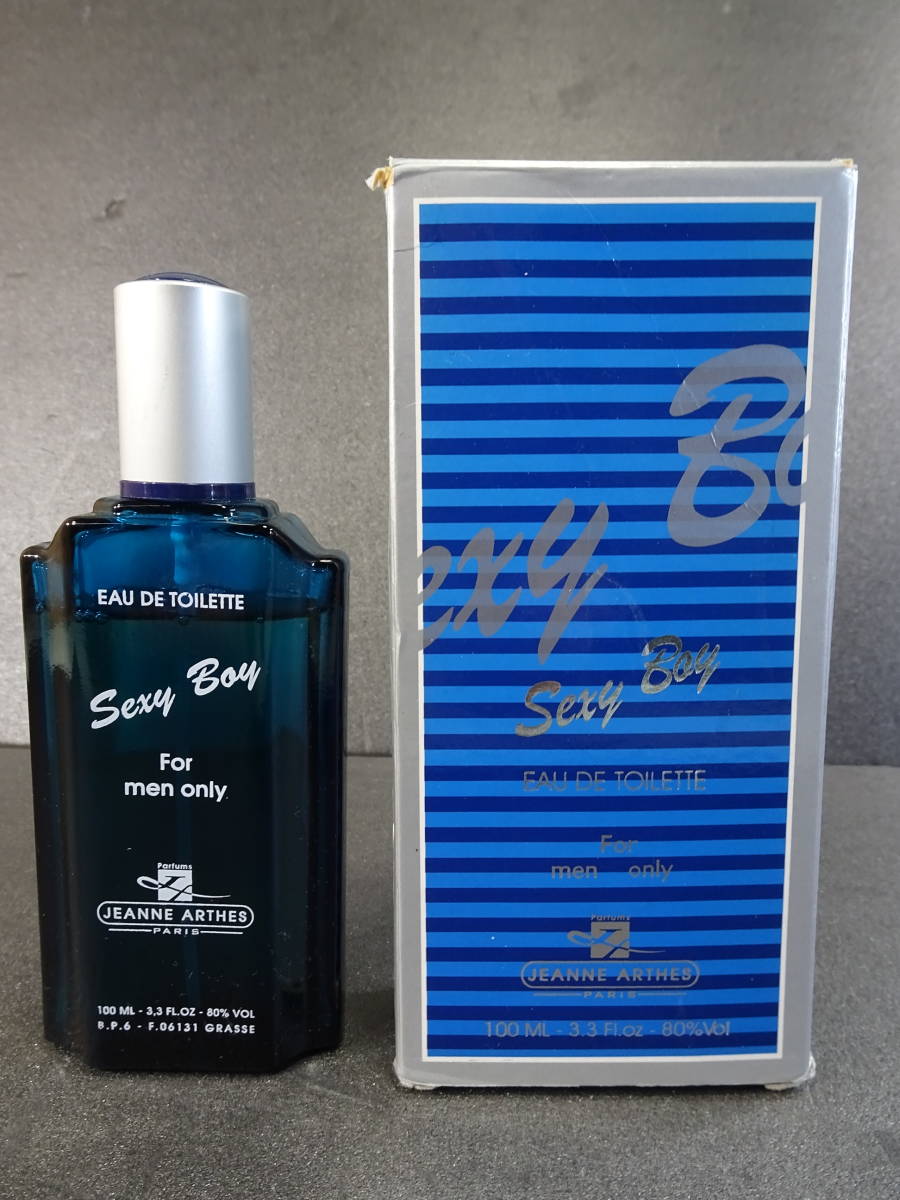 EAU DE TOILETTE
Sexy Boy
For
men only
Parfums
JEANNE ARTHES
PARIS
100 ML - 3,3 FL.OZ - 80% VOL
B.P.6 - F.06131 GRASSE
exy Bo
Sexy Boy
EAU DE TOILETTE
For
men only
Parfums
JEANNE ARTHES
PARIS
100 ML - 3.3 Fl.oz - 80%Vol